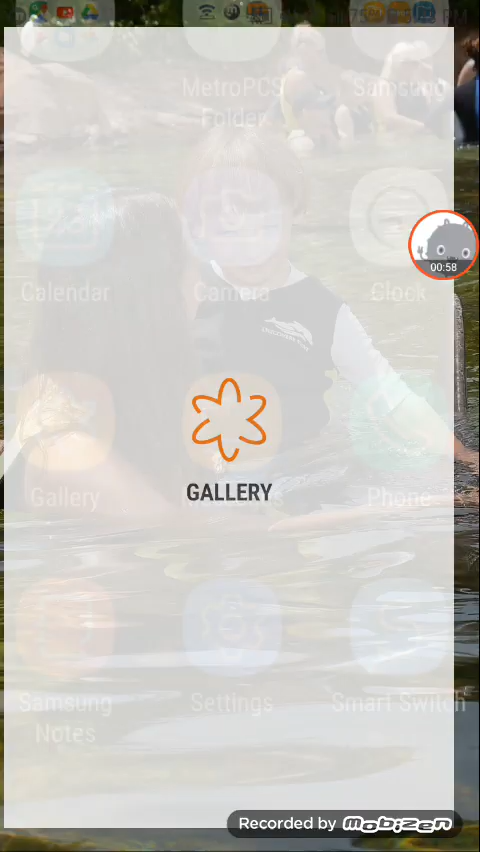 MetroPCS Folder
Samsung
Calendar
Camera
Clock
00:58
GALLERY
Gallery
Phone
Samsung Notes
Settings
Smart Switch
Recorded by mobizen